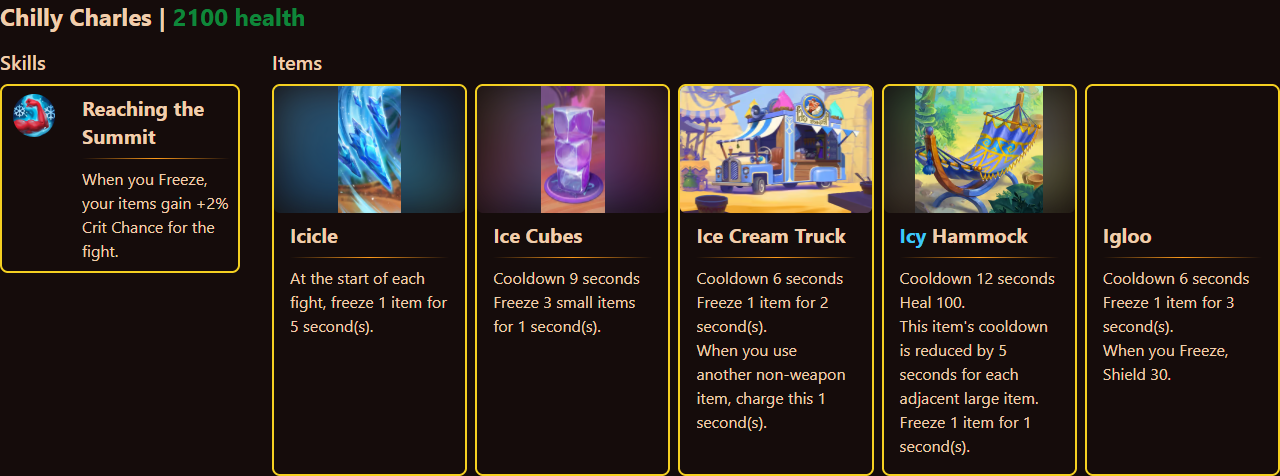 Chilly Charles | 2100 health
Skills
Reaching the
Summit
When you Freeze,
your items gain +2%
Crit Chance for the
fight.
Items
Icicle
At the start of each
fight, freeze 1 item for
5 second(s).
Ice Cubes
Cooldown 9 seconds
Freeze 3 small items
for 1 second(s).
Ice Cream Truck
Cooldown 6 seconds
Freeze 1 item for 2
second(s).
When you use
another non-weapon
item, charge this 1
second(s).
Icy Hammock
Cooldown 12 seconds
Heal 100.
This item's cooldown
is reduced by 5
seconds for each
adjacent large item.
Freeze 1 item for 1
second(s).
Igloo
Cooldown 6 seconds
Freeze 1 item for 3
second(s).
When you Freeze,
Shield 30.